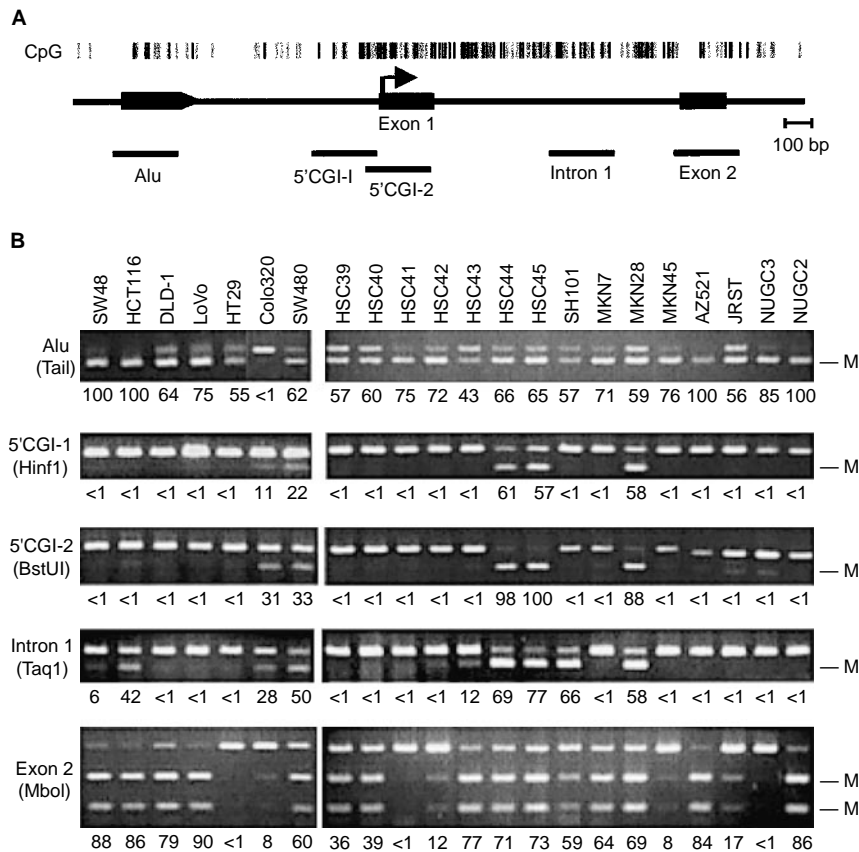 A
CpG
Exon 1
100 bp
Alu
5'CGI-I
5'CGI-2
Intron 1
Exon 2
B
SW48 HCT116 DLD-1 LoVo HT29 Colo320 SW480 HSC39 HSC40 HSC41 HSC42 HSC43 HSC44 HSC45 SH101 MKN7 MKN28 MKN45 AZ521 JRST NUGC3 NUGC2
Alu
(Tail)
M
100 100 64 75 55 <1 62 57 60 75 72 43 66 65 57 71 59 76 100 56 85 100
5'CGI-1
(Hinf1)
M
<1 <1 <1 <1 <1 11 22 <1 <1 <1 <1 <1 61 57 <1 <1 58 <1 <1 <1 <1 <1
5'CGI-2
(BstUI)
M
<1 <1 <1 <1 <1 31 33 <1 <1 <1 <1 <1 98 100 <1 <1 88 <1 <1 <1 <1 <1
Intron 1
(Taq1)
M
6 42 <1 <1 <1 28 50 <1 <1 <1 <1 12 69 77 66 <1 58 <1 <1 <1 <1 <1
Exon 2
(MboI)
M
M
88 86 79 90 <1 8 60 36 39 <1 12 77 71 73 59 64 69 8 84 17 <1 86